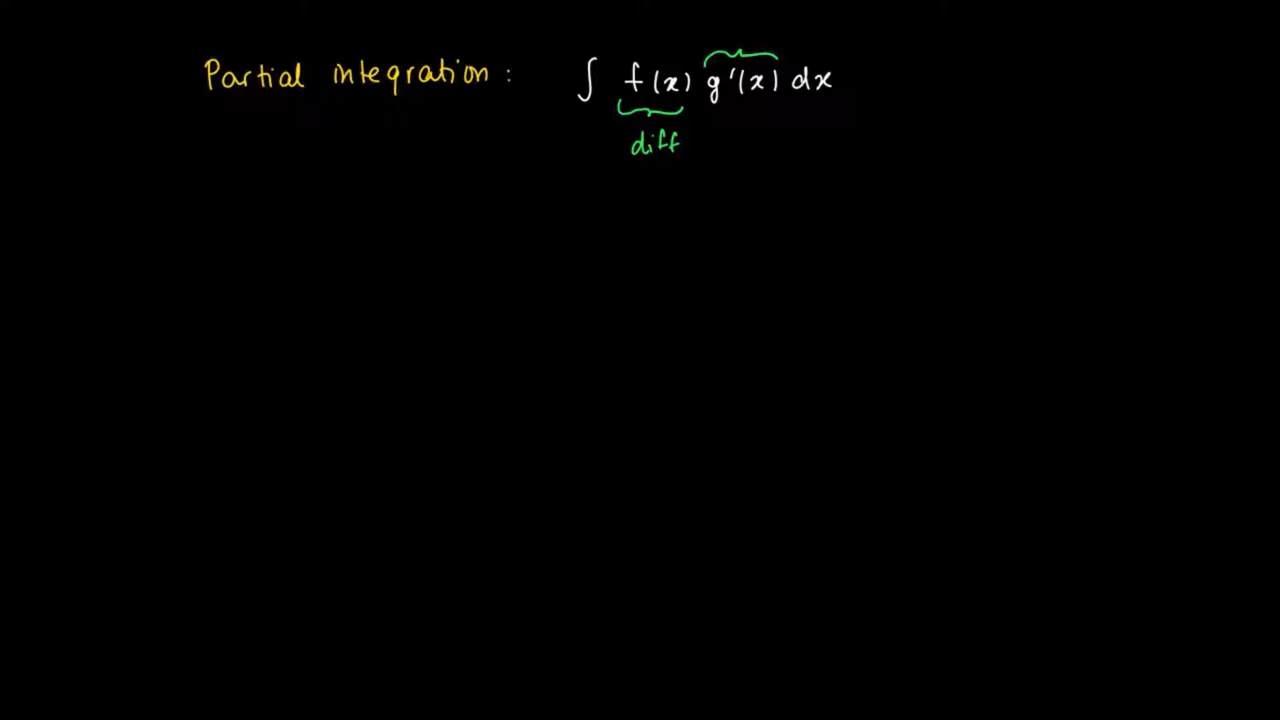 Partial integration: ∫ f(x) g'(x) dx
diff